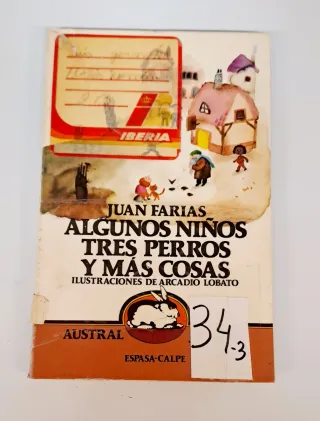 IBERIA
JUAN FARIAS
ALGUNOS NIÑOS
TRES PERROS
Y MÁS COSAS
ILUSTRACIONES DE ARCADIO LOBATO
AUSTRAL
34-3
ESPASA-CALPE